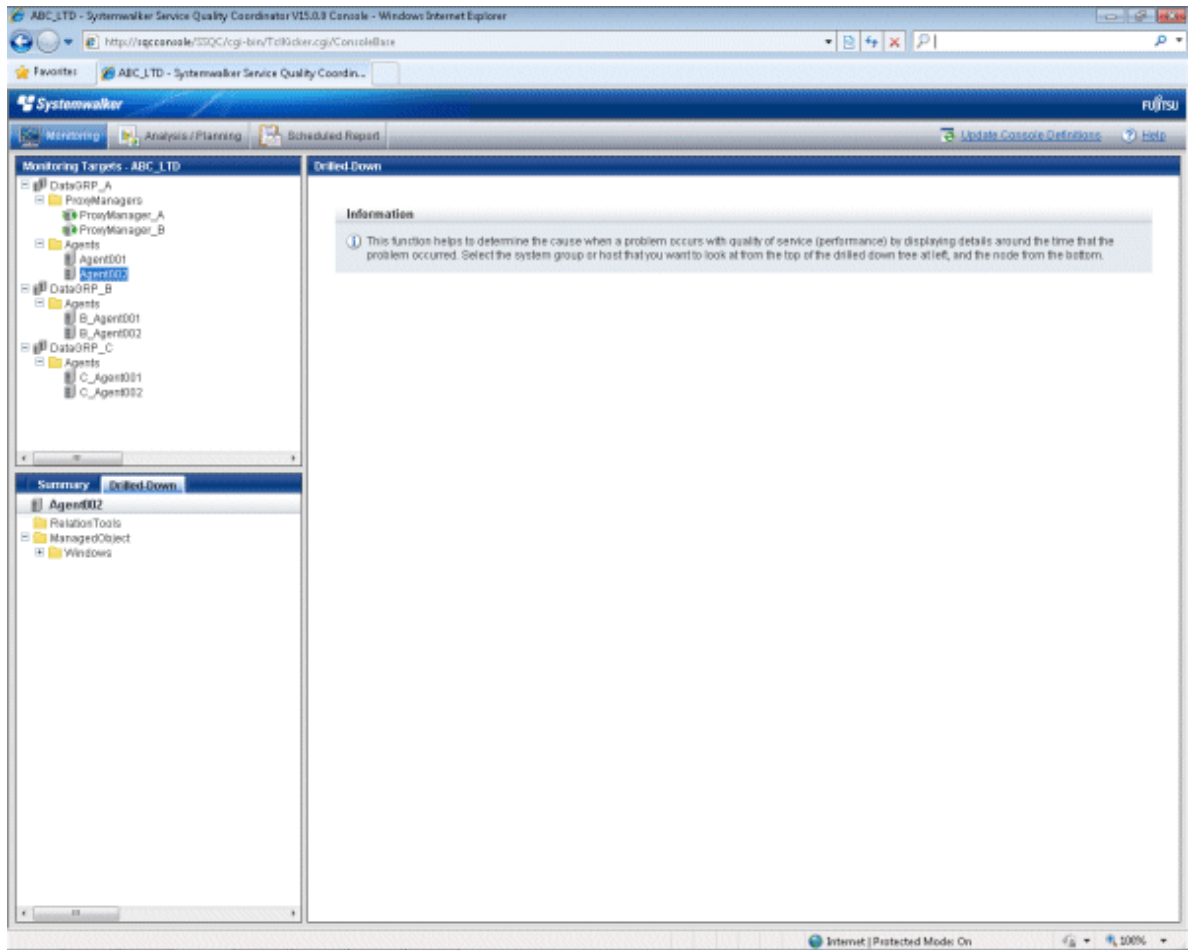 ABC_LTD - Systemwalker Service Quality Coordinator V15.0.0 Console - Windows Internet Explorer
http://sqcconsole/SSQC/cgi-bin/TclKicker.cgi/ConsoleBase
Favorites
ABC_LTD - Systemwalker Service Quality Coordin...
Systemwalker
FUJITSU
Monitoring
Analysis / Planning
Scheduled Report
Update Console Definitions
Help
Monitoring Targets - ABC_LTD
DataGRP_A
ProxyManagers
ProxyManager_A
ProxyManager_B
Agents
Agent001
Agent002
DataGRP_B
Agents
B_Agent001
B_Agent002
DataGRP_C
Agents
C_Agent001
C_Agent002
Summary
Drilled-Down
Agent002
RelationTools
ManagedObject
Windows
Drilled-Down
Information
This function helps to determine the cause when a problem occurs with quality of service (performance) by displaying details around the time that the
problem occurred. Select the system group or host that you want to look at from the top of the drilled down tree at left, and the node from the bottom.
Internet | Protected Mode: On
100%